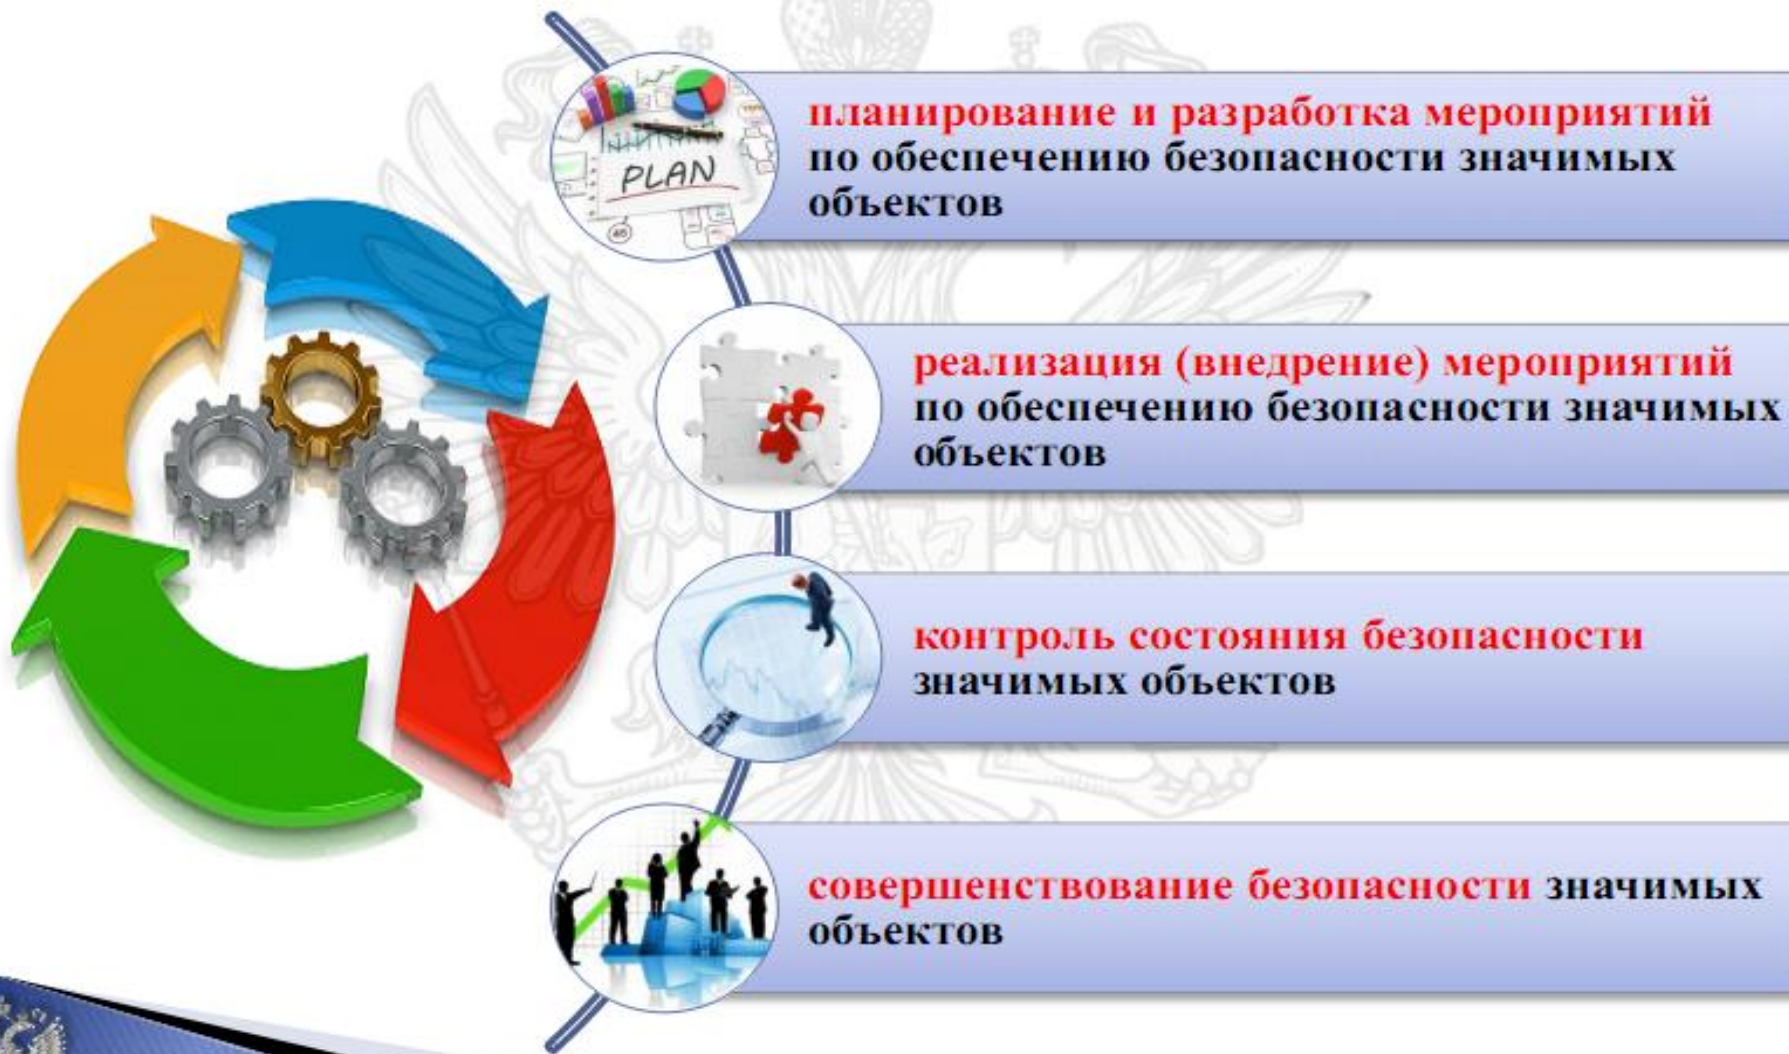 PLAN
планирование и разработка мероприятий
по обеспечению безопасности значимых
объектов
реализация (внедрение) мероприятий
по обеспечению безопасности значимых
объектов
контроль состояния безопасности
значимых объектов
совершенствование безопасности значимых
объектов